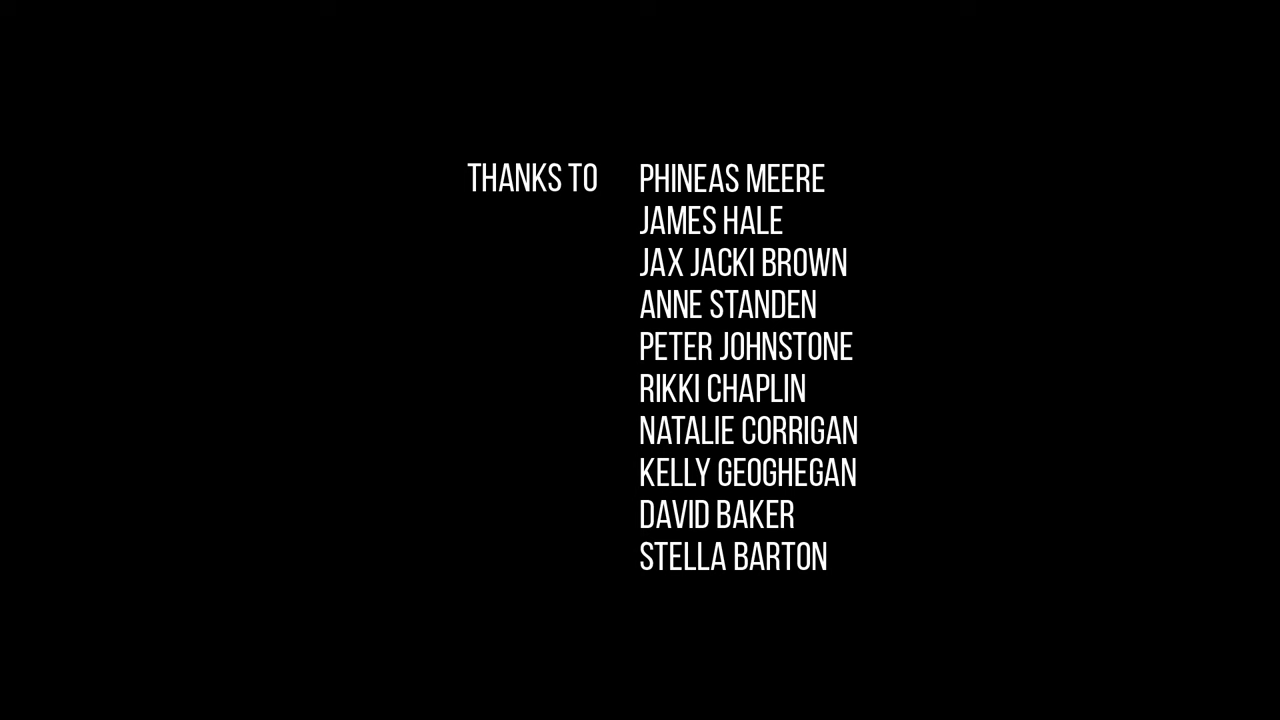 THANKS TO PHINEAS MEERE
JAMES HALE
JAX JACKI BROWN
ANNE STANDEN
PETER JOHNSTONE
RIKKI CHAPLIN
NATALIE CORRIGAN
KELLY GEOGHEGAN
DAVID BAKER
STELLA BARTON